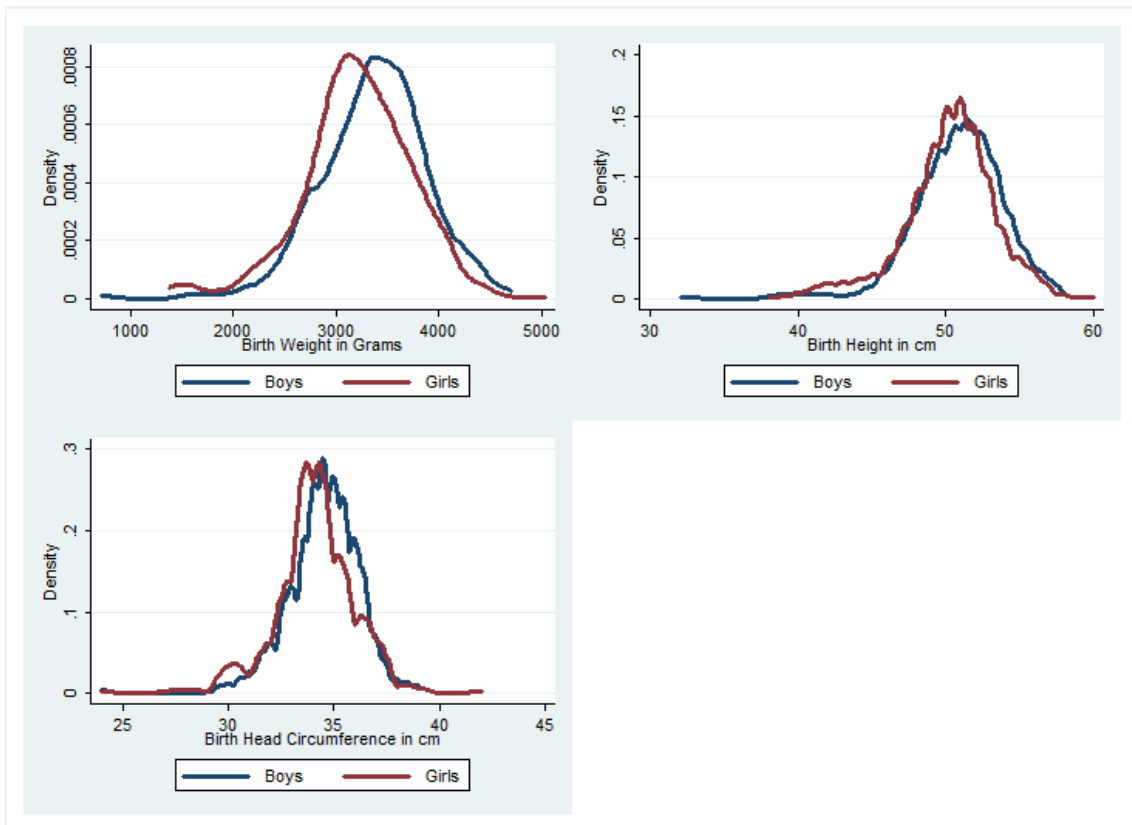 Density
.0008
.0006
.0004
.0002
0
1000 2000 3000 4000 5000
Birth Weight in Grams
Boys Girls
Density
.2
.15
.1
.05
0
30 40 50 60
Birth Height in cm
Boys Girls
Density
.3
.2
.1
0
25 30 35 40 45
Birth Head Circumference in cm
Boys Girls